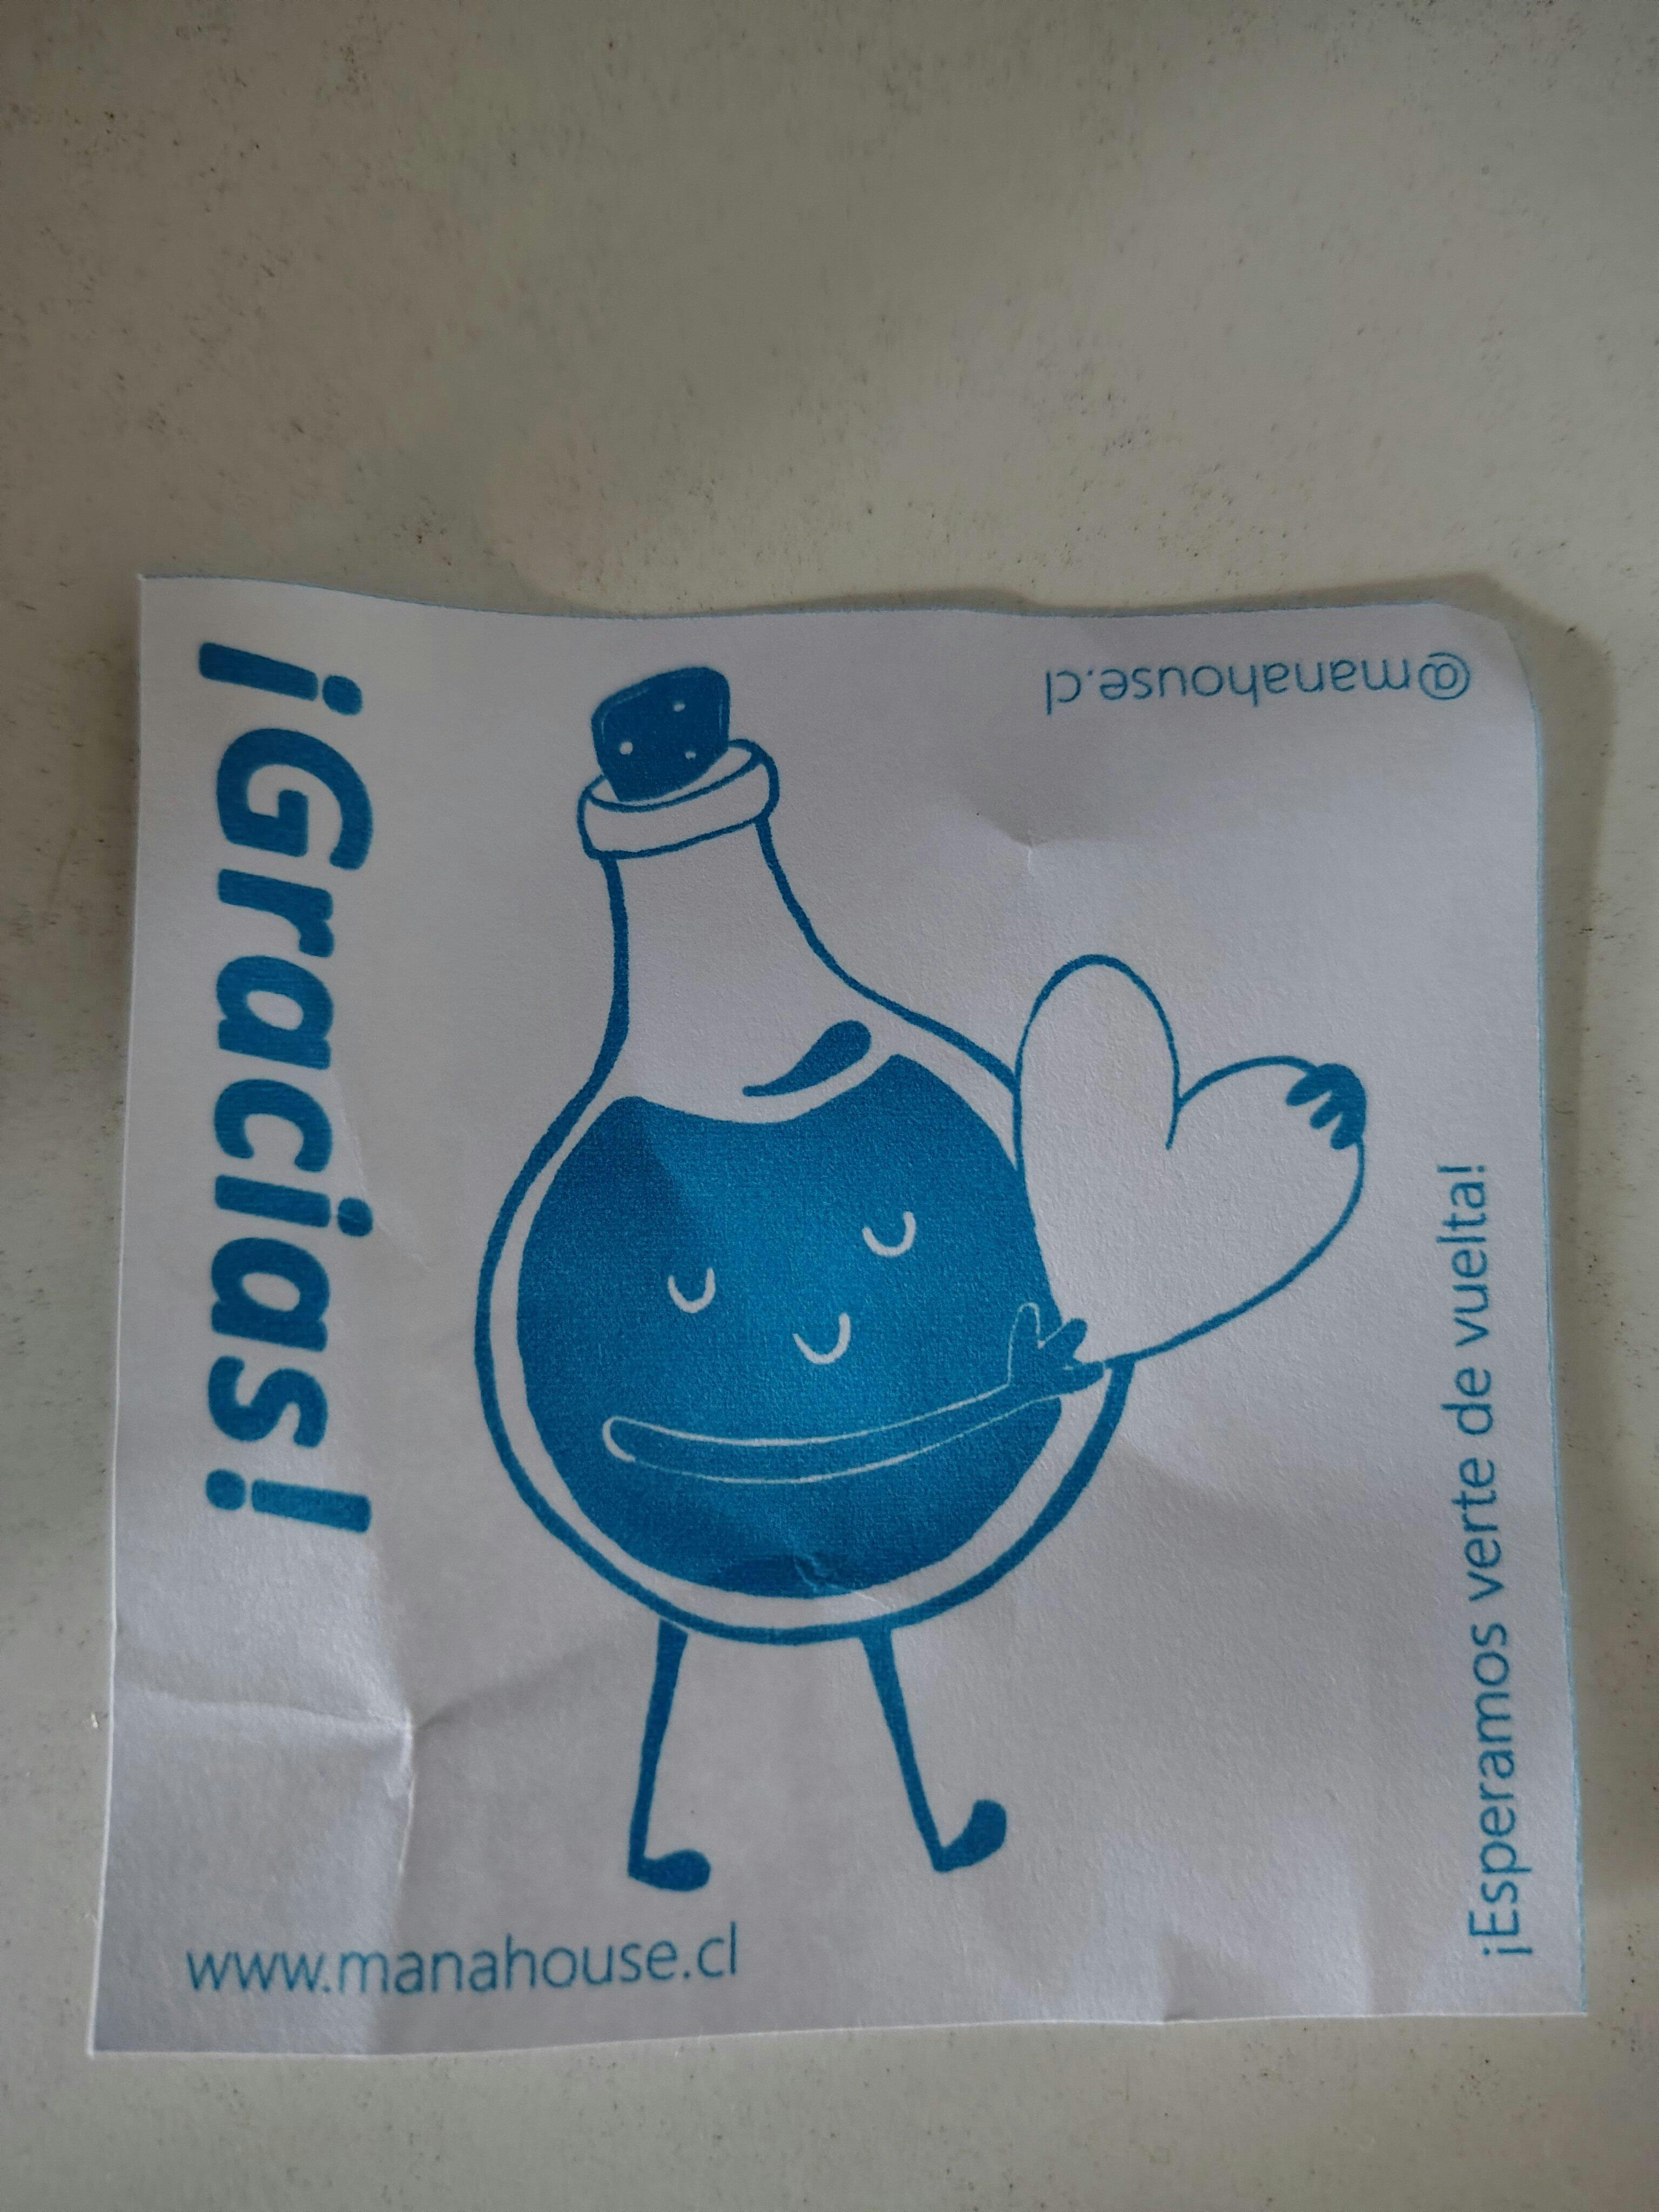 ¡Gracias!
@manahouse.cl
¡Esperamos verte de vuelta!
www.manahouse.cl